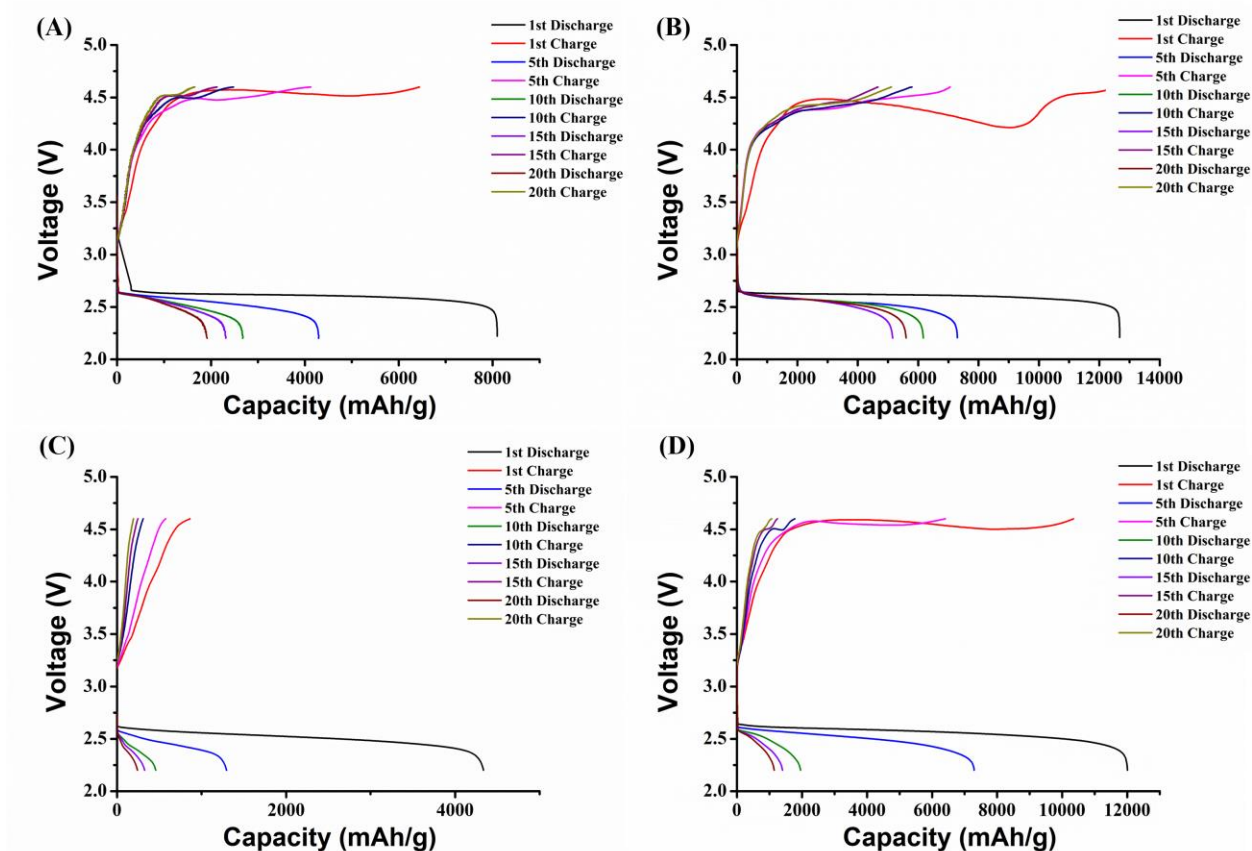 (A)
1st Discharge
1st Charge
5th Discharge
5th Charge
10th Discharge
10th Charge
15th Discharge
15th Charge
20th Discharge
20th Charge
5.0
4.5
4.0
3.5
3.0
2.5
2.0
Voltage (V)
0 2000 4000 6000 8000
Capacity (mAh/g)
(B)
1st Discharge
1st Charge
5th Discharge
5th Charge
10th Discharge
10th Charge
15th Discharge
15th Charge
20th Discharge
20th Charge
5.0
4.5
4.0
3.5
3.0
2.5
2.0
Voltage (V)
0 2000 4000 6000 8000 10000 12000 14000
Capacity (mAh/g)
(C)
1st Discharge
1st Charge
5th Discharge
5th Charge
10th Discharge
10th Charge
15th Discharge
15th Charge
20th Discharge
20th Charge
5.0
4.5
4.0
3.5
3.0
2.5
2.0
Voltage (V)
0 2000 4000
Capacity (mAh/g)
(D)
1st Discharge
1st Charge
5th Discharge
5th Charge
10th Discharge
10th Charge
15th Discharge
15th Charge
20th Discharge
20th Charge
5.0
4.5
4.0
3.5
3.0
2.5
2.0
Voltage (V)
0 2000 4000 6000 8000 10000 12000
Capacity (mAh/g)